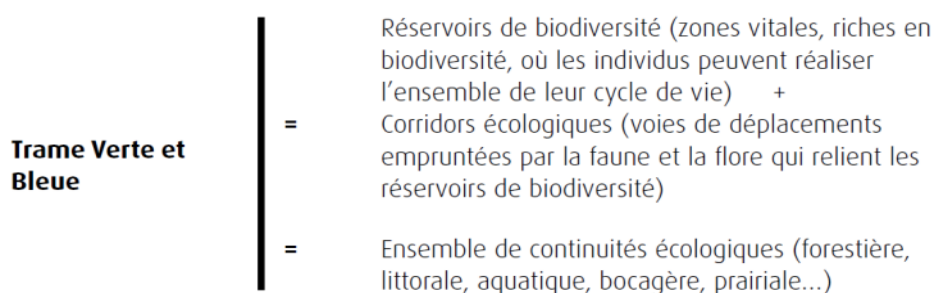 Trame Verte et
Bleue
=
Réservoirs de biodiversité (zones vitales, riches en
biodiversité, où les individus peuvent réaliser
l'ensemble de leur cycle de vie) +
Corridors écologiques (voies de déplacements
empruntées par la faune et la flore qui relient les
réservoirs de biodiversité)
=
Ensemble de continuités écologiques (forestière,
littorale, aquatique, bocagère, prairiale...)